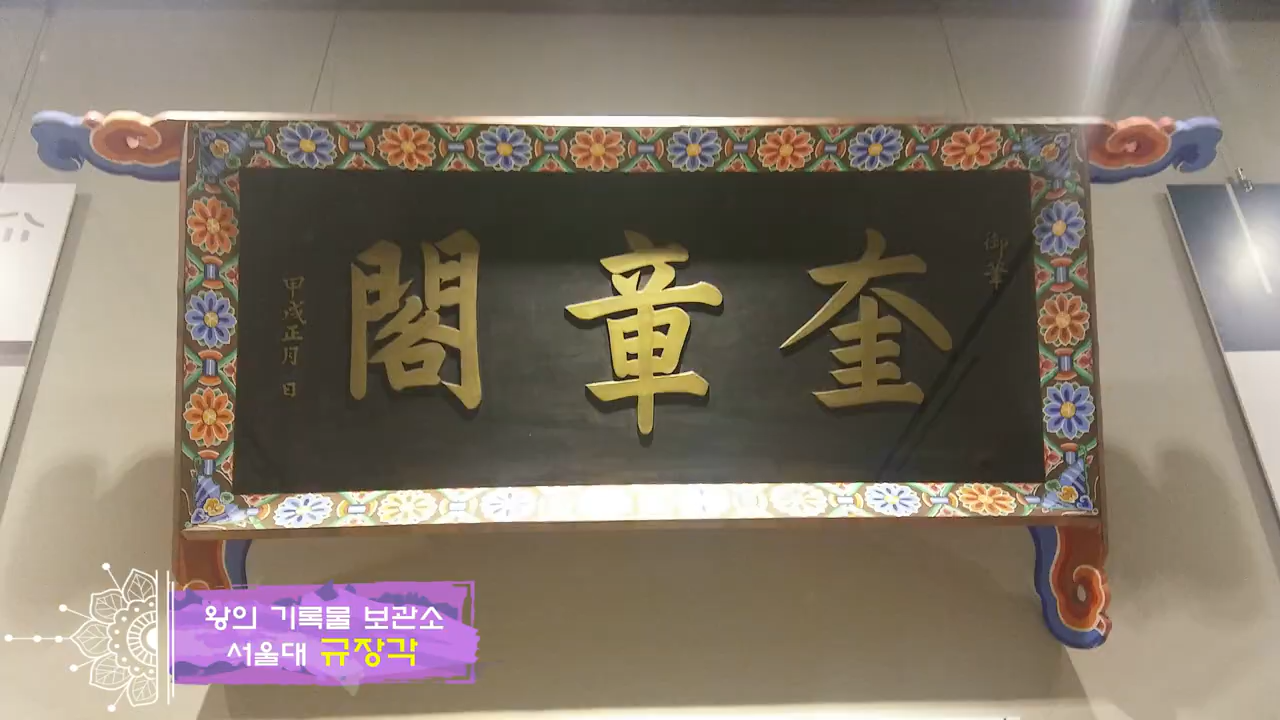 御筆
奎章閣
甲戌正月 日
왕의 기록물 보관소
서울대 규장각